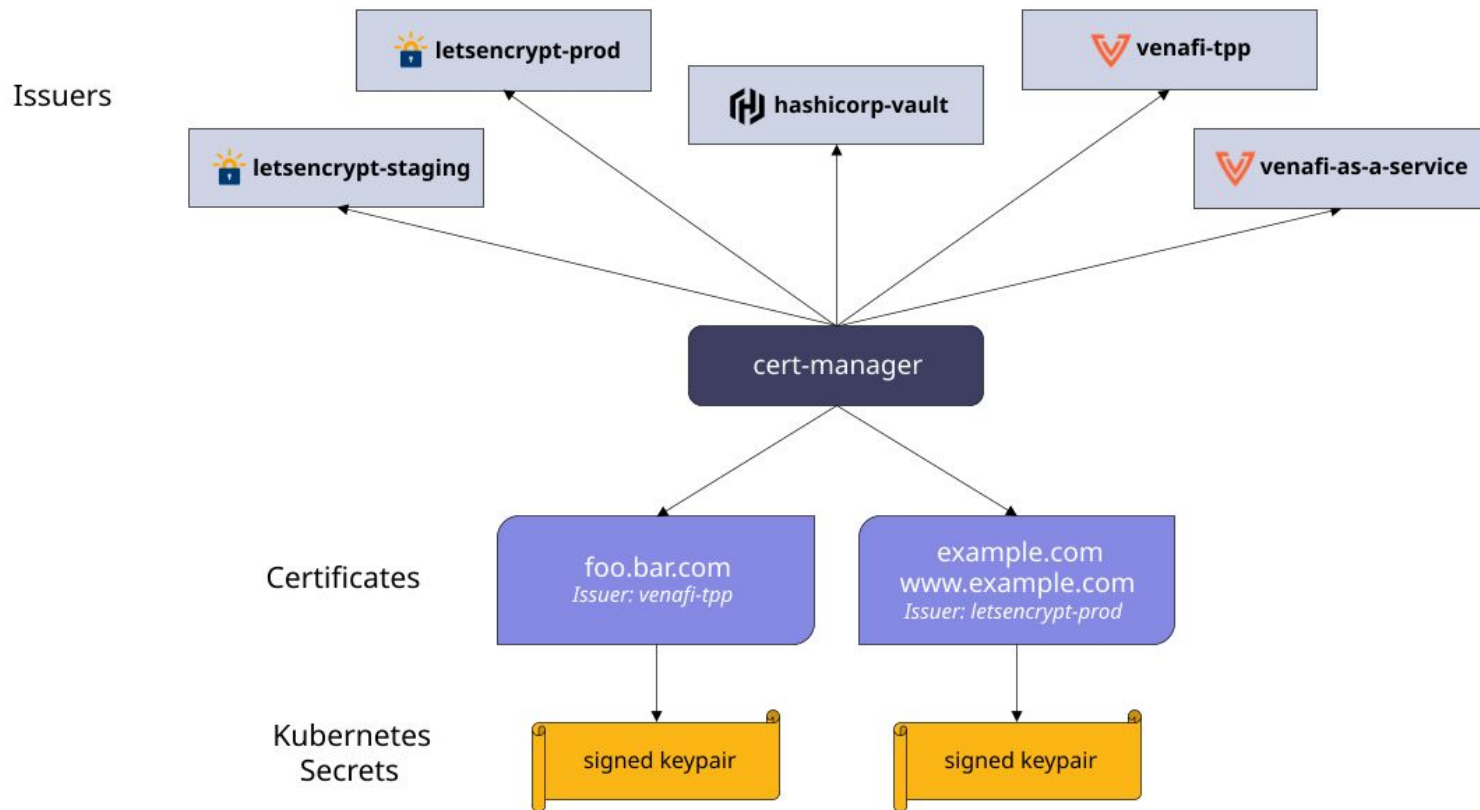 letsencrypt-prod
venafi-tpp
Issuers
hashicorp-vault
letsencrypt-staging
venafi-as-a-service
cert-manager
Certificates
foo.bar.com
Issuer: venafi-tpp
example.com
www.example.com
Issuer: letsencrypt-prod
Kubernetes
Secrets
signed keypair
signed keypair